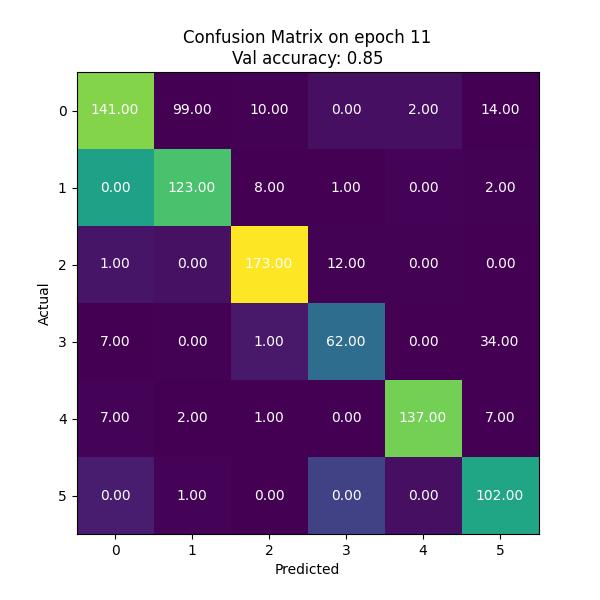 Confusion Matrix on epoch 11
Val accuracy: 0.85
0 141.00 99.00 10.00 0.00 2.00 14.00
1 0.00 123.00 8.00 1.00 0.00 2.00
2 1.00 0.00 173.00 12.00 0.00 0.00
Actual
3 7.00 0.00 1.00 62.00 0.00 34.00
4 7.00 2.00 1.00 0.00 137.00 7.00
5 0.00 1.00 0.00 0.00 0.00 102.00
0 1 2 3 4 5
Predicted